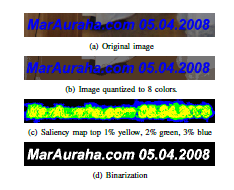 MarAuraha.com 05.04.2008
(a) Original image
MarAuraha.com 05.04.2008
(b) Image quantized to 8 colors.
(c) Saliency map top 1% yellow, 2% green, 3% blue
MarAuraha.com 05.04.2008
(d) Binarization